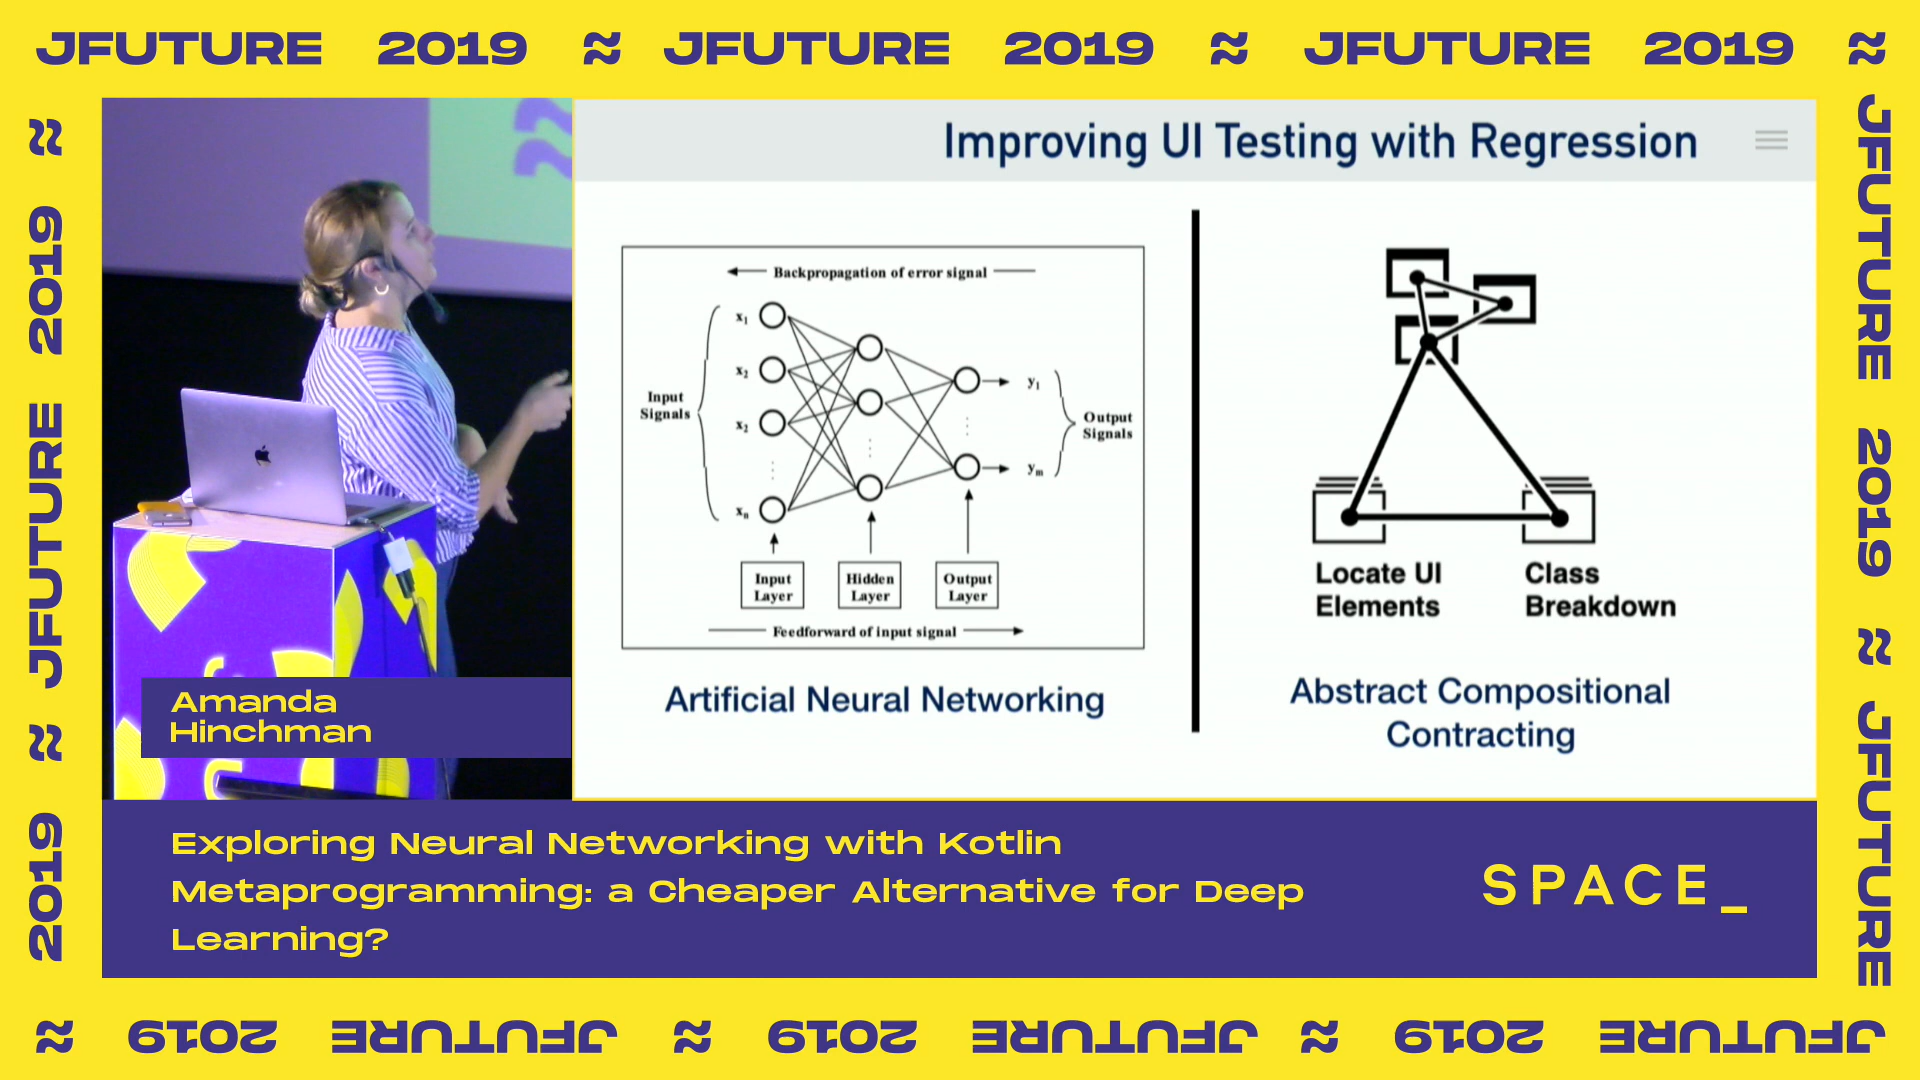 JFUTURE 2019 ≈ JFUTURE 2019 ≈ JFUTURE 2019 ≈
JFUTURE 2019 ≈ JFUTURE
JFUTURE 2019 ≈ JFUTURE 2019 ≈ JFUTURE 2019 ≈
2019 ≈ JFUTURE 2019 ≈
Improving UI Testing with Regression
Backpropagation of error signal
x1
x2
x2
xn
Input
Signals
y1
ym
Output
Signals
Input
Layer
Hidden
Layer
Output
Layer
Feedforward of input signal
Artificial Neural Networking
Locate UI
Elements
Class
Breakdown
Abstract Compositional
Contracting
Amanda
Hinchman
Exploring Neural Networking with Kotlin
Metaprogramming: a Cheaper Alternative for Deep
Learning?
SPACE_